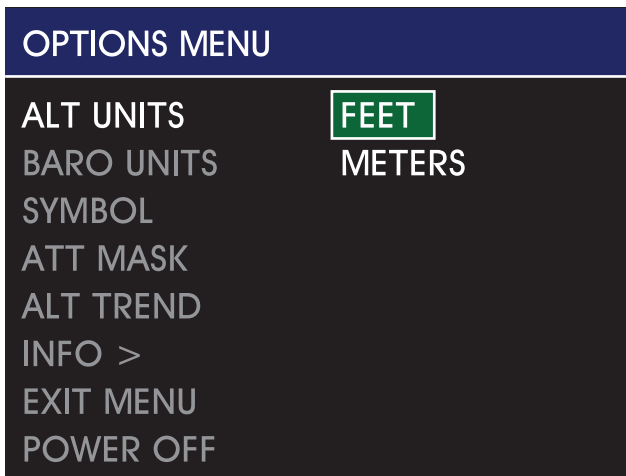 OPTIONS MENU
ALT UNITS FEET
BARO UNITS METERS
SYMBOL
ATT MASK
ALT TREND
INFO >
EXIT MENU
POWER OFF